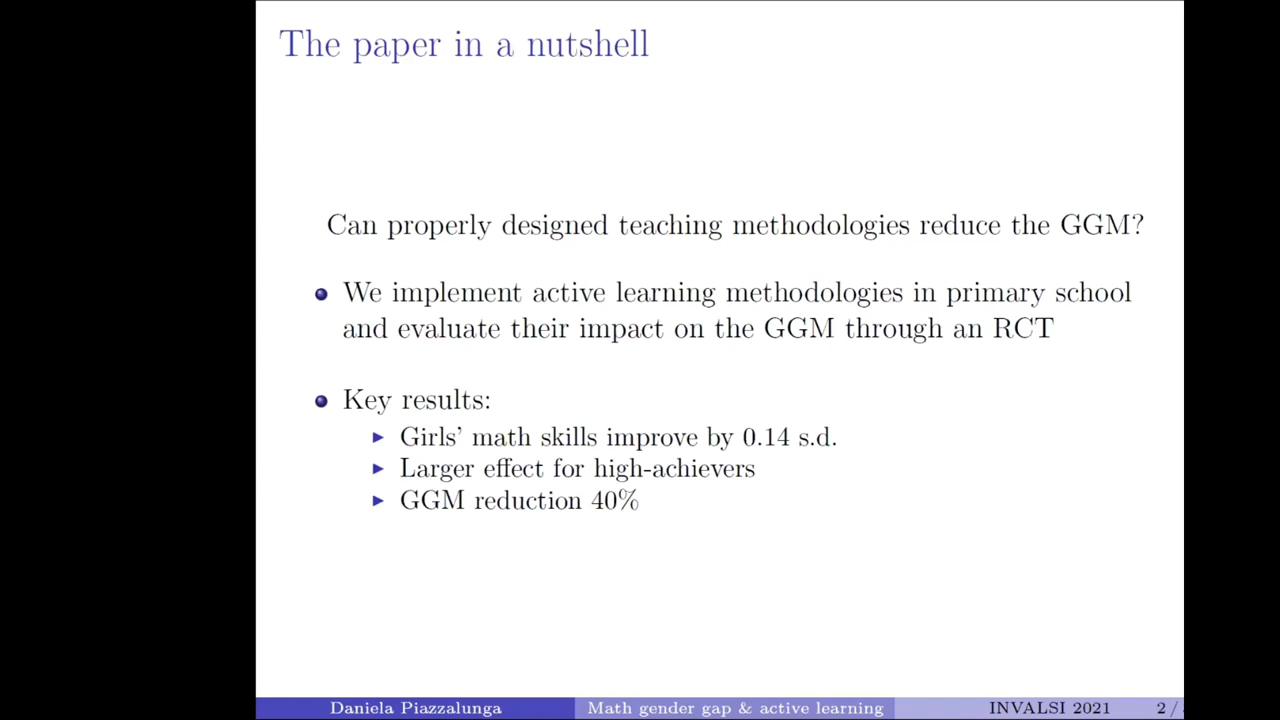 The paper in a nutshell
Can properly designed teaching methodologies reduce the GGM?
We implement active learning methodologies in primary school
and evaluate their impact on the GGM through an RCT
Key results:
Girls' math skills improve by 0.14 s.d.
Larger effect for high-achievers
GGM reduction 40%
Daniela Piazzalunga Math gender gap & active learning INVALSI 2021 2 /